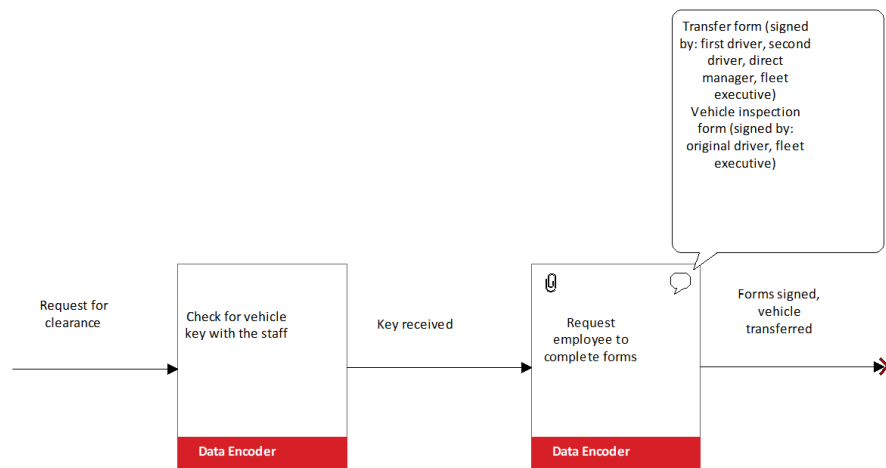 Transfer form (signed
by: first driver, second
driver, direct
manager, fleet
executive)
Vehicle inspection
form (signed by:
original driver, fleet
executive)
Request for
clearance
Check for vehicle
key with the staff
Data Encoder
Key received
Request
employee to
complete forms
Data Encoder
Forms signed,
vehicle
transferred